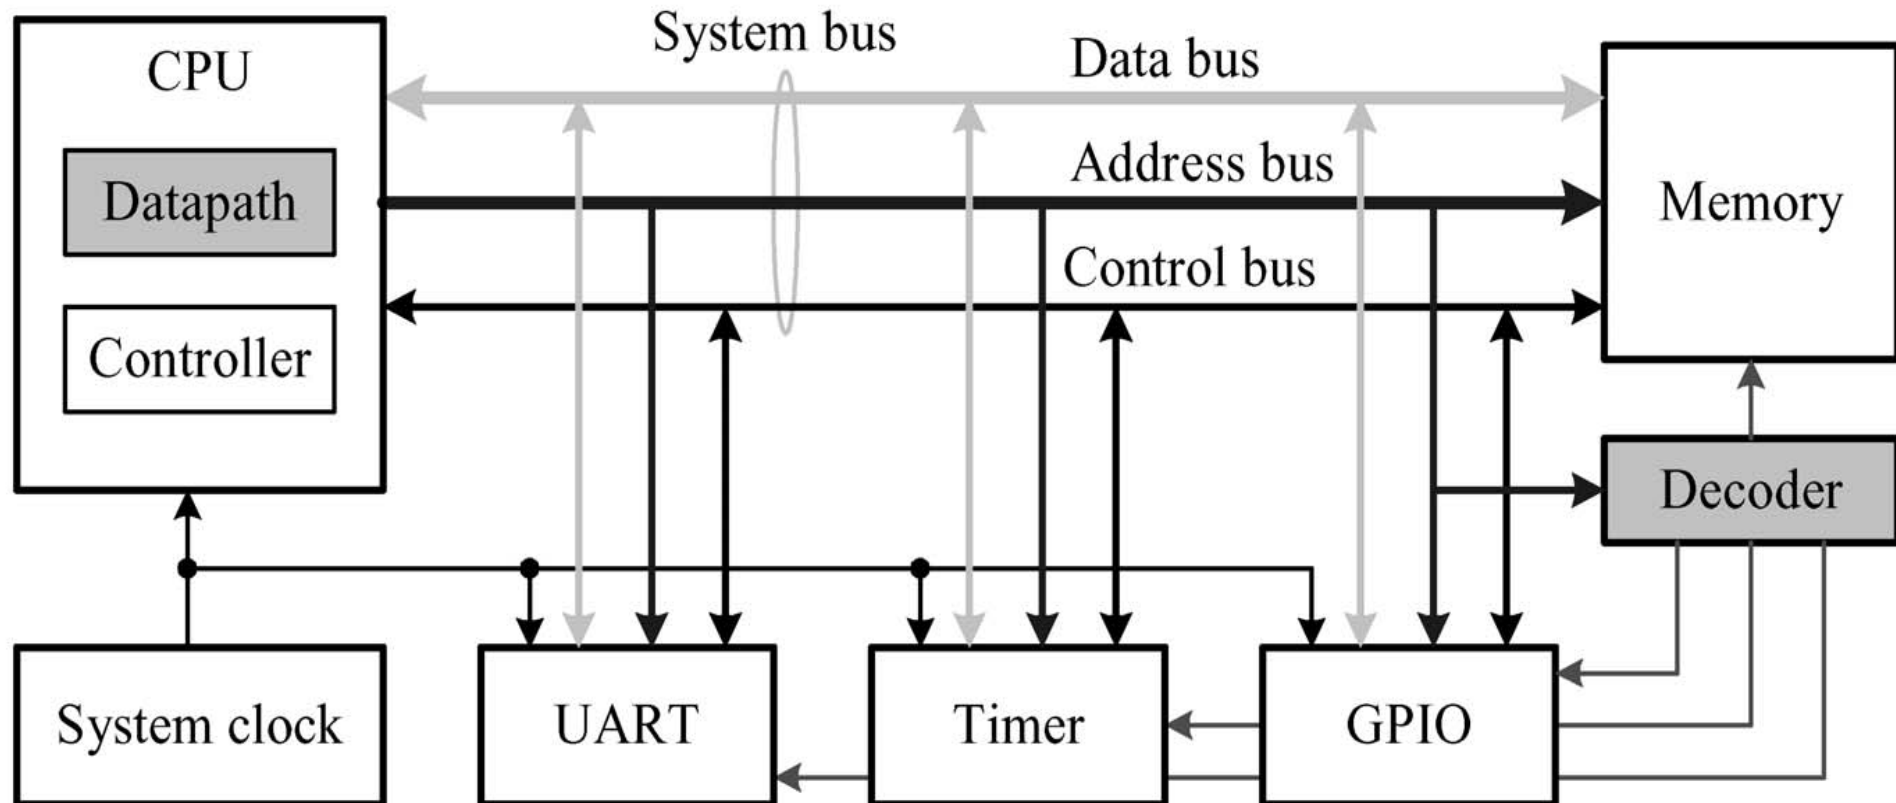 System bus
CPU
Data bus
Datapath
Address bus
Memory
Control bus
Controller
Decoder
System clock
UART
Timer
GPIO